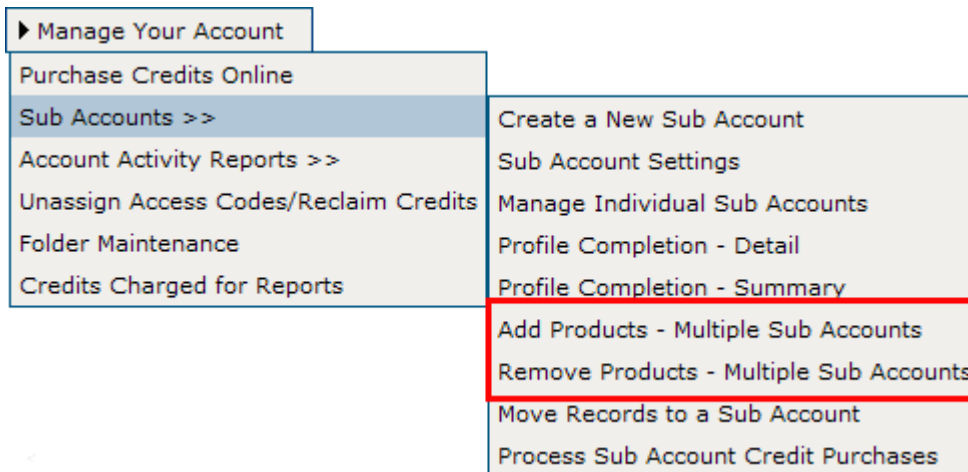 Manage Your Account
Purchase Credits Online
Sub Accounts >>
Account Activity Reports >>
Unassign Access Codes/Reclaim Credits
Folder Maintenance
Credits Charged for Reports
Create a New Sub Account
Sub Account Settings
Manage Individual Sub Accounts
Profile Completion - Detail
Profile Completion - Summary
Add Products - Multiple Sub Accounts
Remove Products - Multiple Sub Accounts
Move Records to a Sub Account
Process Sub Account Credit Purchases